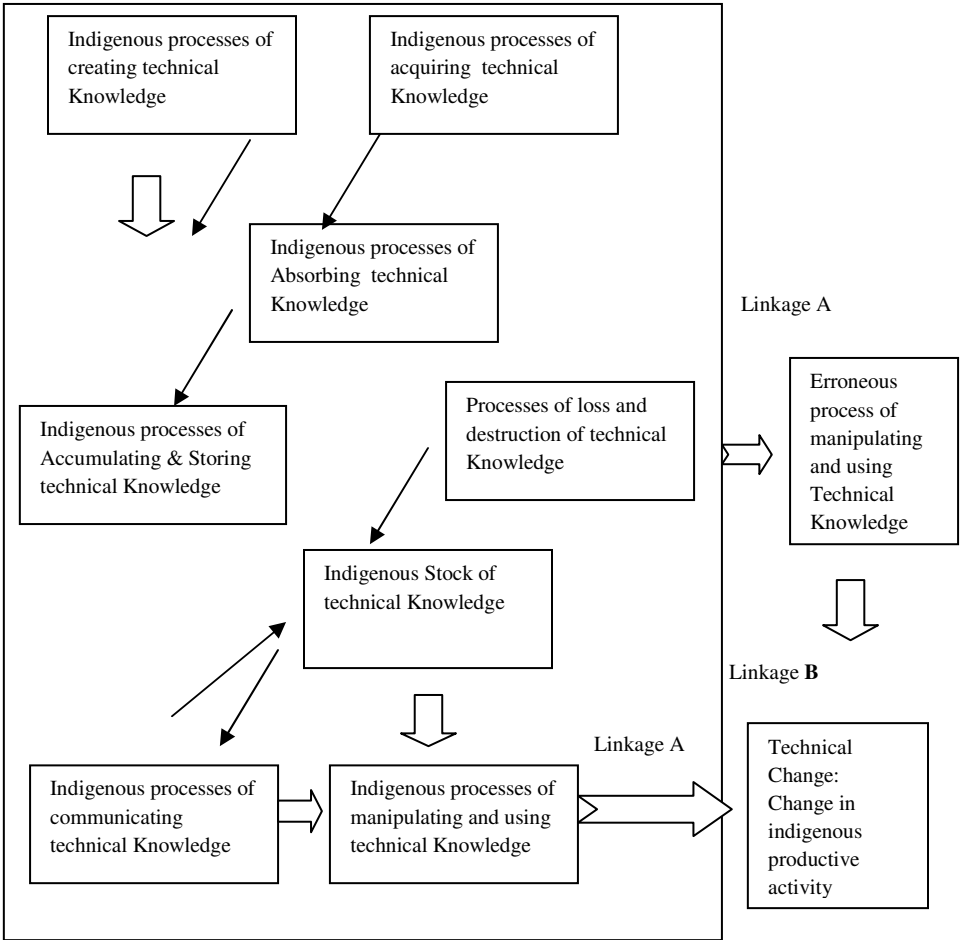 Indigenous processes of
creating technical
Knowledge
Indigenous processes of
acquiring technical
Knowledge
Indigenous processes of
Absorbing technical
Knowledge
Linkage A
Erroneous
process of
manipulating
and using
Technical
Knowledge
Processes of loss and
destruction of technical
Knowledge
Indigenous processes of
Accumulating & Storing
technical Knowledge
Indigenous Stock of
technical Knowledge
Linkage B
Linkage A
Technical
Change:
Change in
indigenous
productive
activity
Indigenous processes of
communicating
technical Knowledge
Indigenous processes of
manipulating and using
technical Knowledge